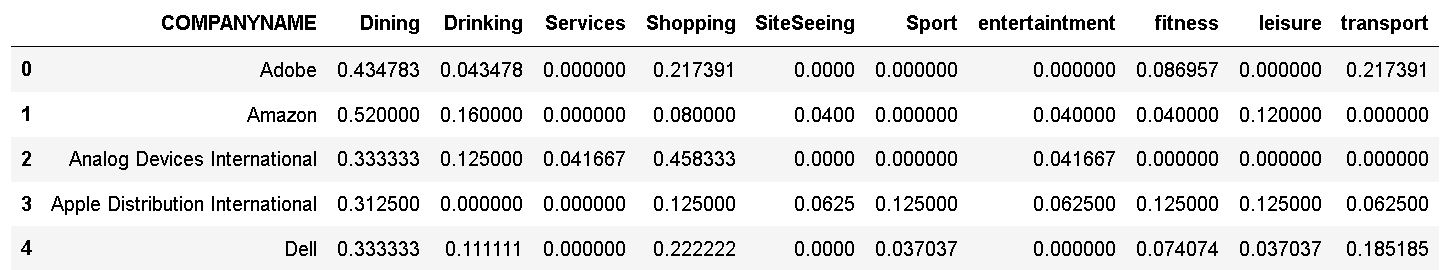 COMPANYNAME Dining Drinking Services Shopping SiteSeeing Sport entertaintment fitness leisure transport
0 Adobe 0.434783 0.043478 0.000000 0.217391 0.0000 0.000000 0.000000 0.086957 0.000000 0.217391
1 Amazon 0.520000 0.160000 0.000000 0.080000 0.0400 0.000000 0.040000 0.040000 0.120000 0.000000
2 Analog Devices International 0.333333 0.125000 0.041667 0.458333 0.0000 0.000000 0.041667 0.000000 0.000000 0.000000
3 Apple Distribution International 0.312500 0.000000 0.000000 0.125000 0.0625 0.125000 0.062500 0.125000 0.125000 0.062500
4 Dell 0.333333 0.111111 0.000000 0.222222 0.0000 0.037037 0.000000 0.074074 0.037037 0.185185